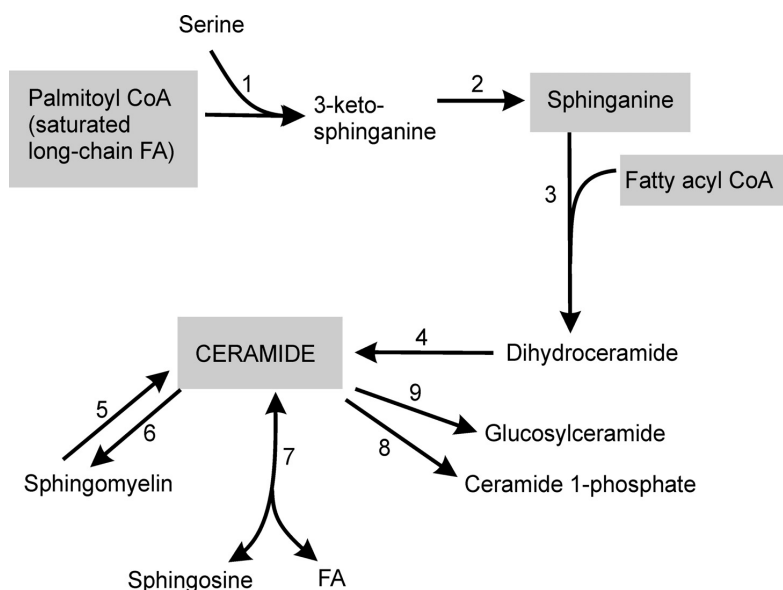 Serine
1
Palmitoyl CoA
(saturated
long-chain FA)
3-keto-
sphinganine
2
Sphinganine
3
Fatty acyl CoA
Dihydroceramide
4
CERAMIDE
5
6
Sphingomyelin
7
9
8
Glucosylceramide
Ceramide 1-phosphate
Sphingosine
FA